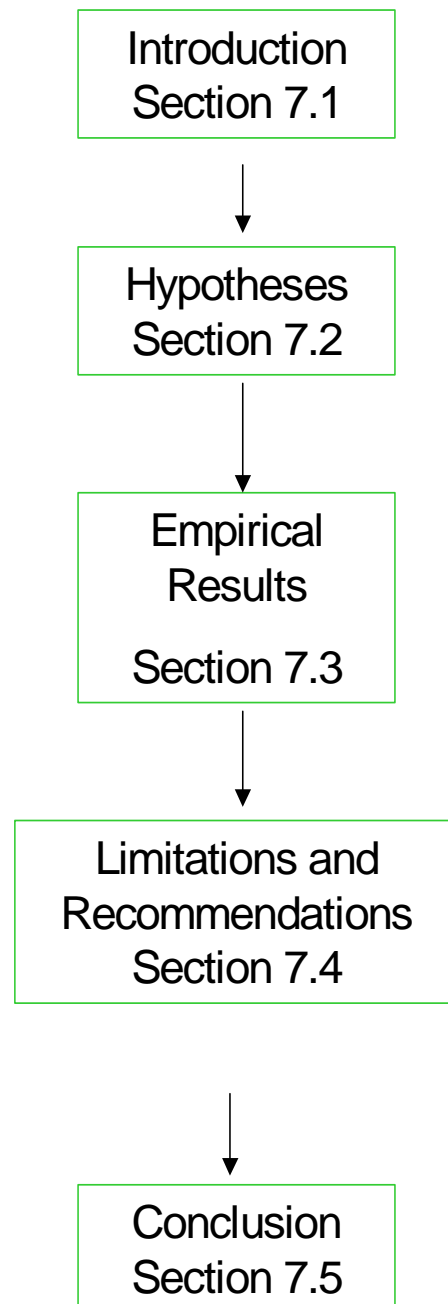 Introduction
Section 7.1
Hypotheses
Section 7.2
Empirical
Results
Section 7.3
Limitations and
Recommendations
Section 7.4
Conclusion
Section 7.5